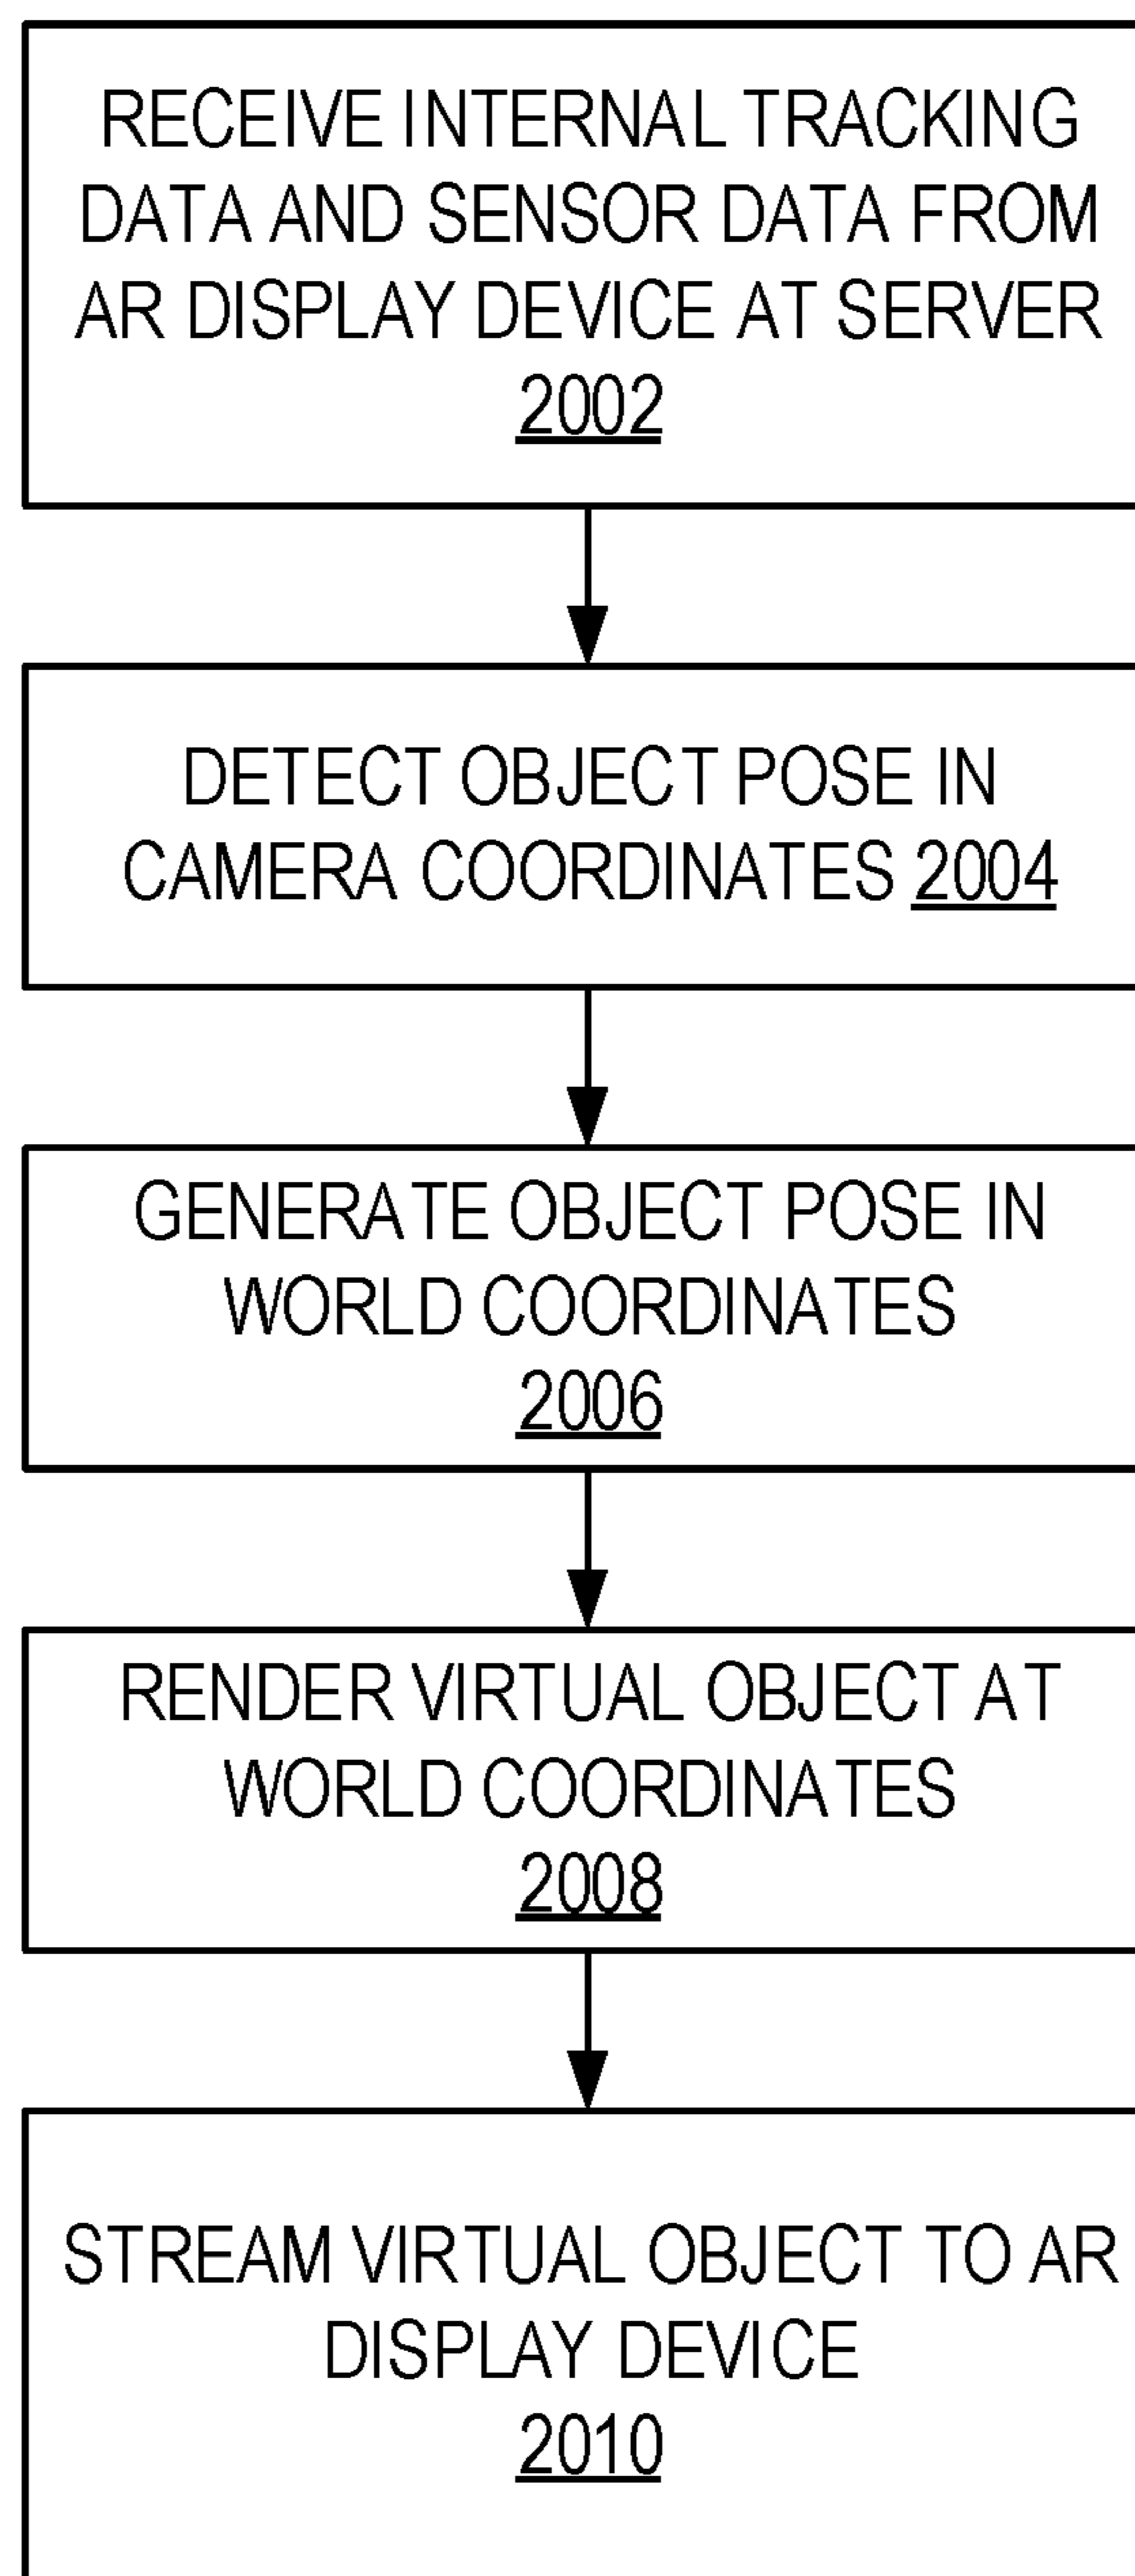 RECEIVE INTERNAL TRACKING
DATA AND SENSOR DATA FROM
AR DISPLAY DEVICE AT SERVER
2002
DETECT OBJECT POSE IN
CAMERA COORDINATES 2004
GENERATE OBJECT POSE IN
WORLD COORDINATES
2006
RENDER VIRTUAL OBJECT AT
WORLD COORDINATES
2008
STREAM VIRTUAL OBJECT TO AR
DISPLAY DEVICE
2010